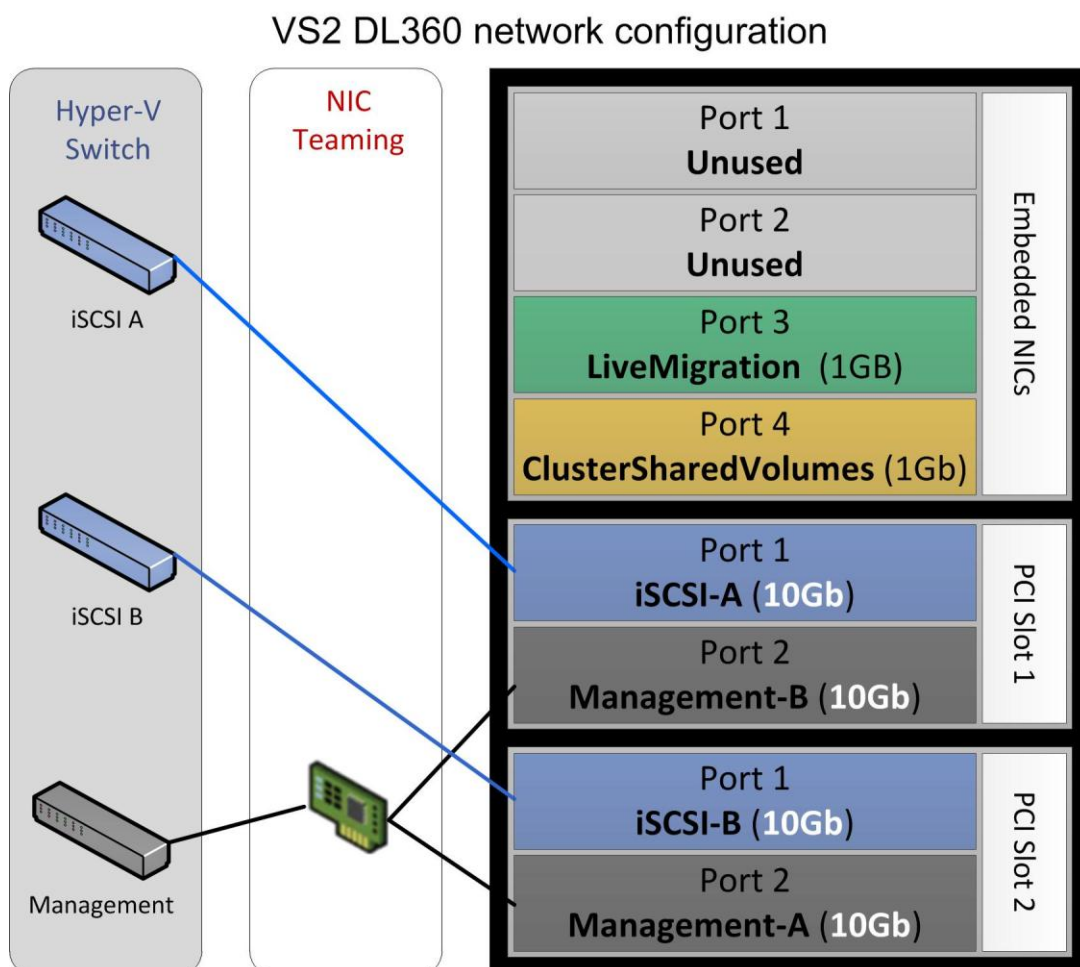 VS2 DL360 network configuration
Hyper-V
Switch
iSCSI A
iSCSI B
Management
NIC
Teaming
Port 1
Unused
Port 2
Unused
Port 3
LiveMigration (1GB)
Port 4
ClusterSharedVolumes (1Gb)
Embedded NICs
Port 1
iSCSI-A (10Gb)
Port 2
Management-B (10Gb)
PCI Slot 1
Port 1
iSCSI-B (10Gb)
Port 2
Management-A (10Gb)
PCI Slot 2